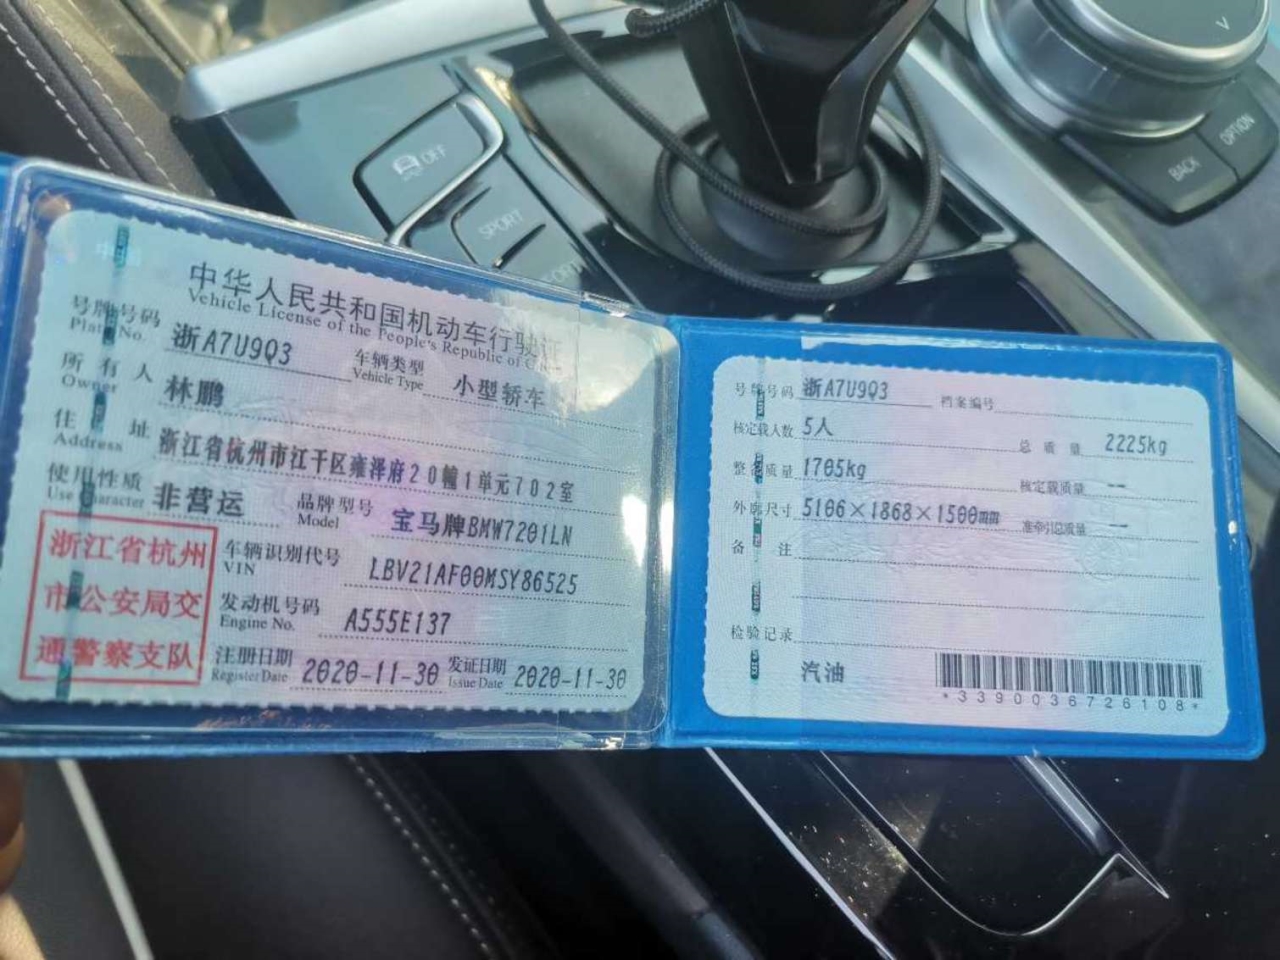 OFF
SPORT
OPTION
BACK
中华人民共和国机动车行驶证
Vehicle License of the People's Republic of China
号牌号码 浙A7U9Q3 车辆类型 小型轿车
Plate No. Vehicle Type
所有人 林鹏
Owner
住址 浙江省杭州市江干区雍泽府20幢1单元702室
Address
使用性质 非营运 品牌型号 宝马牌BMW7201LN
Use Character Model
浙江省杭州
市公安局交
通警察支队
车辆识别代号 LBV21AF00MSY86525
VIN
发动机号码 A555E137
Engine No.
注册日期 2020-11-30 发证日期 2020-11-30
Register Date Issue Date
号牌号码 浙A7U9Q3 档案编号
核定载人数 5人 总质量 2225kg
整备质量 1705kg 核定载质量 --
外廓尺寸 5106×1868×1500mm 准牵引总质量 --
备注
检验记录
汽油
*3390036726108*